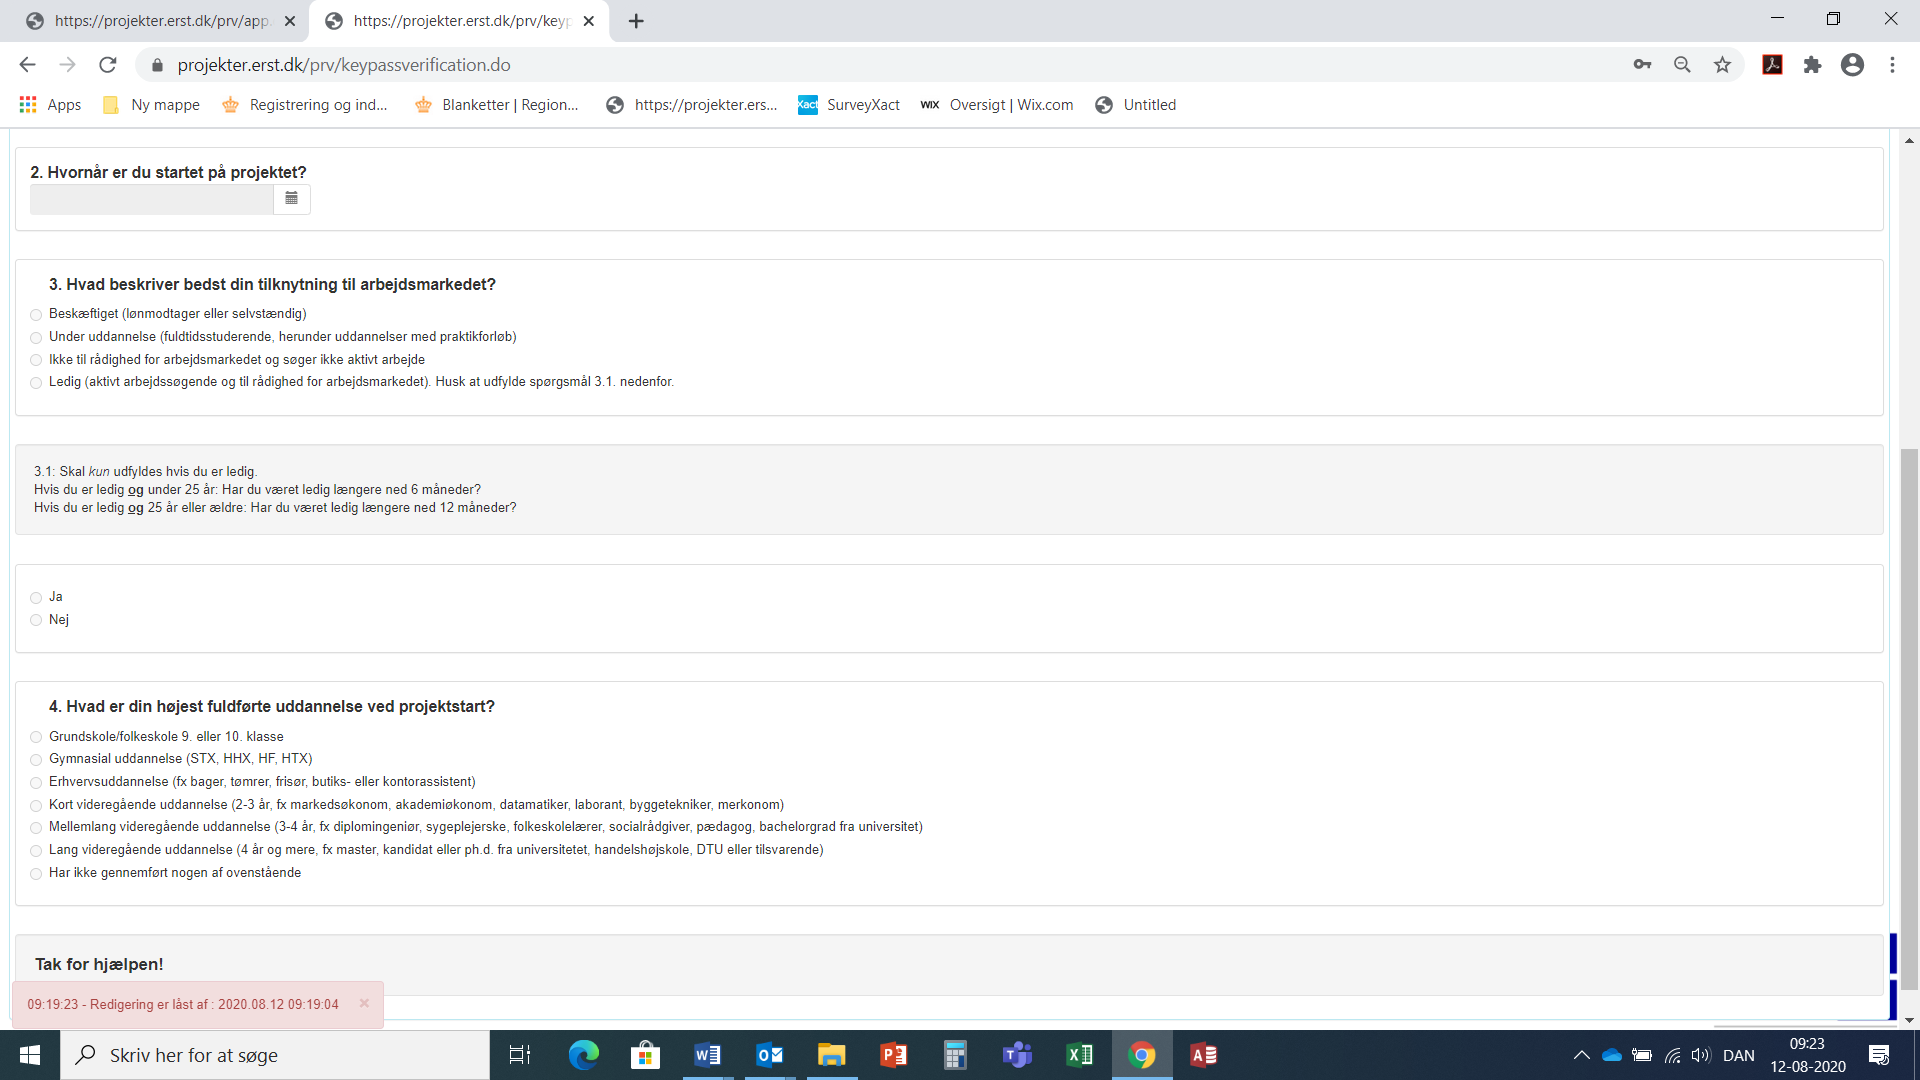 https://projekter.erst.dk/prv/app.
https://projekter.erst.dk/prv/keyp
projekter.erst.dk/prv/keypassverification.do
Apps
Ny mappe
Registrering og ind...
Blanketter | Region...
https://projekter.ers...
Xact
SurveyXact
WIX
Oversigt | Wix.com
Untitled
2. Hvornår er du startet på projektet?
3. Hvad beskriver bedst din tilknytning til arbejdsmarkedet?
Beskæftiget (lønmodtager eller selvstændig)
Under uddannelse (fuldtidsstuderende, herunder uddannelser med praktikforløb)
Ikke til rådighed for arbejdsmarkedet og søger ikke aktivt arbejde
Ledig (aktivt arbejdssøgende og til rådighed for arbejdsmarkedet). Husk at udfylde spørgsmål 3.1. nedenfor.
3.1: Skal kun udfyldes hvis du er ledig.
Hvis du er ledig og under 25 år: Har du været ledig længere ned 6 måneder?
Hvis du er ledig og 25 år eller ældre: Har du været ledig længere ned 12 måneder?
Ja
Nej
4. Hvad er din højest fuldførte uddannelse ved projektstart?
Grundskole/folkeskole 9. eller 10. klasse
Gymnasial uddannelse (STX, HHX, HF, HTX)
Erhvervsuddannelse (fx bager, tømrer, frisør, butiks- eller kontorassistent)
Kort videregående uddannelse (2-3 år, fx markedsøkonom, akademiøkonom, datamatiker, laborant, byggetekniker, merkonom)
Mellemlang videregående uddannelse (3-4 år, fx diplomingeniør, sygeplejerske, folkeskolelærer, socialrådgiver, pædagog, bachelorgrad fra universitet)
Lang videregående uddannelse (4 år og mere, fx master, kandidat eller ph.d. fra universitetet, handelshøjskole, DTU eller tilsvarende)
Har ikke gennemført nogen af ovenstående
Tak for hjælpen!
09:19:23 - Redigering er låst af : 2020.08.12 09:19:04
Skriv her for at søge
DAN
09:23
12-08-2020